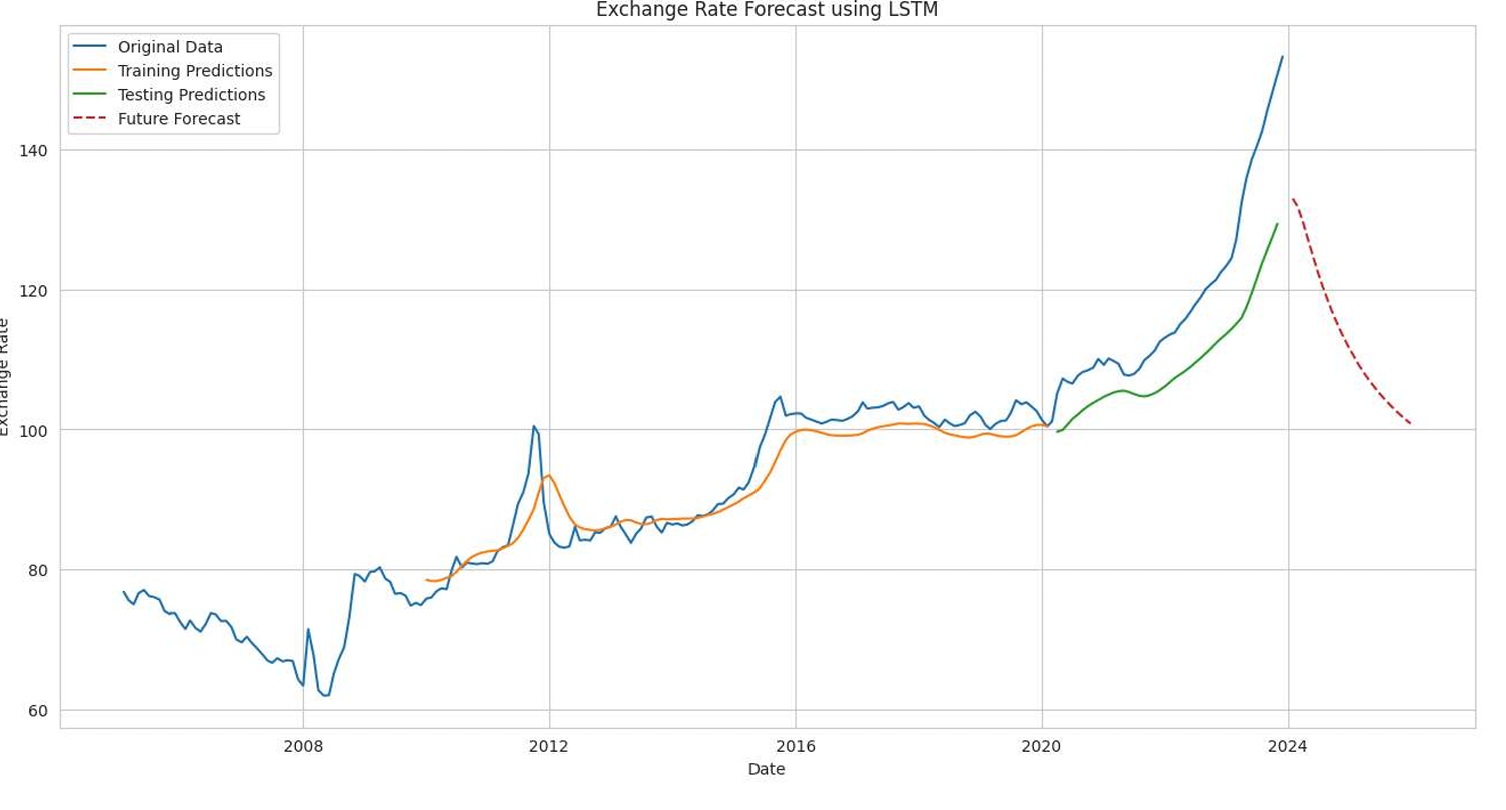 Exchange Rate Forecast using LSTM
Original Data
Training Predictions
Testing Predictions
Future Forecast
140
120
100
80
60
Exchange Rate
2008
2012
2016
2020
2024
Date